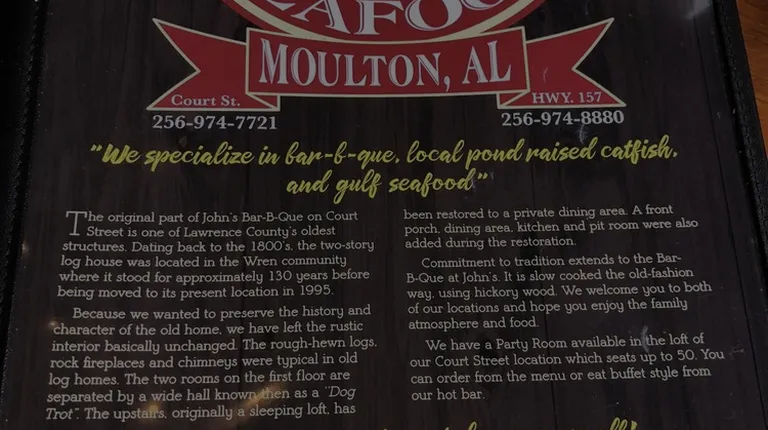 MOULTON, AL
Court St.
256-974-7721
HWY. 157
256-974-8880
"We specialize in bar-b-que, local pond raised catfish,
and gulf seafood"
The original part of John's Bar-B-Que on Court
Street is one of Lawrence County's oldest
structures. Dating back to the 1800's, the two-story
log house was located in the Wren community
where it stood for approximately 130 years before
being moved to its present location in 1995.
Because we wanted to preserve the history and
character of the old home, we have left the rustic
interior basically unchanged. The rough-hewn logs,
rock fireplaces and chimneys were typical in old
log homes. The two rooms on the first floor are
separated by a wide hall known then as a "Dog
Trot". The upstairs, originally a sleeping loft, has
been restored to a private dining area. A front
porch, dining area, kitchen and pit room were also
added during the restoration.
Commitment to tradition extends to the Bar-
B-Que at John's. It is slow cooked the old-fashion
way, using hickory wood. We welcome you to both
of our locations and hope you enjoy the family
atmosphere and food.
We have a Party Room available in the loft of
our Court Street location which seats up to 50. You
can order from the menu or eat buffet style from
our hot bar.